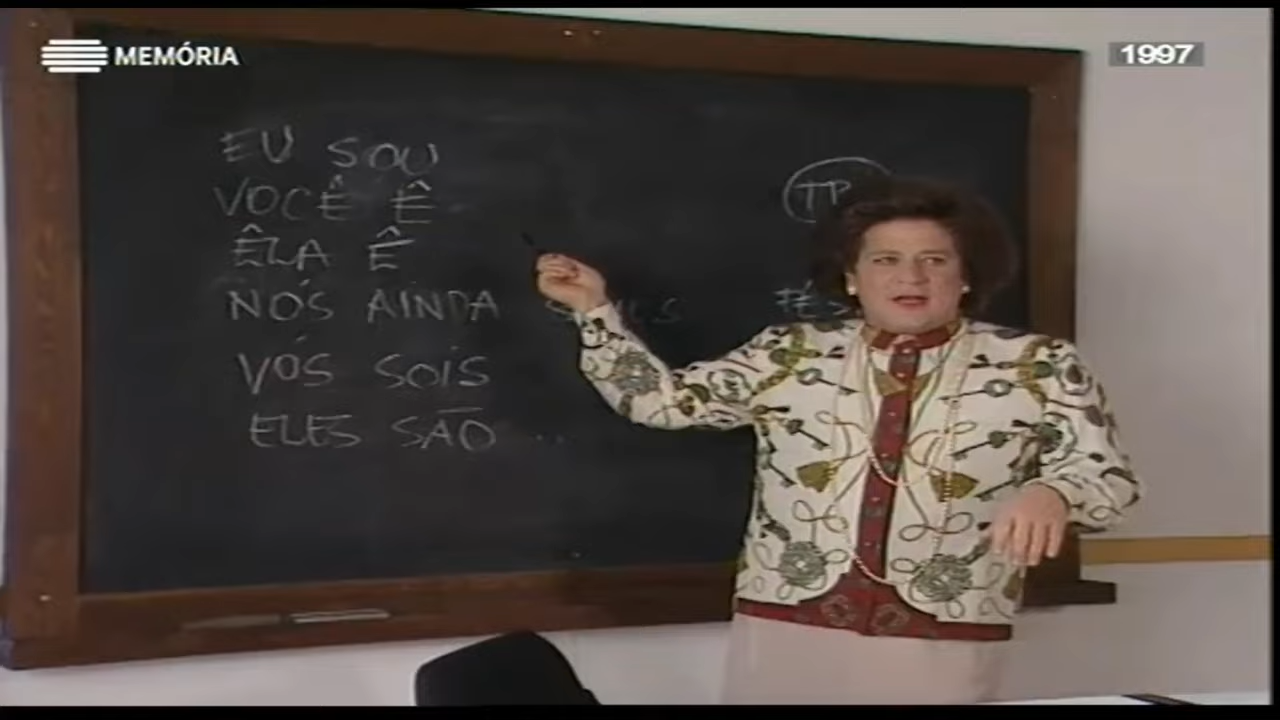 MEMÓRIA
1997
EU SOU
VOCÊ Ê
ÊLA Ê
NÓS AINDA
VÓS SOIS
ELES SÃO ...
TP